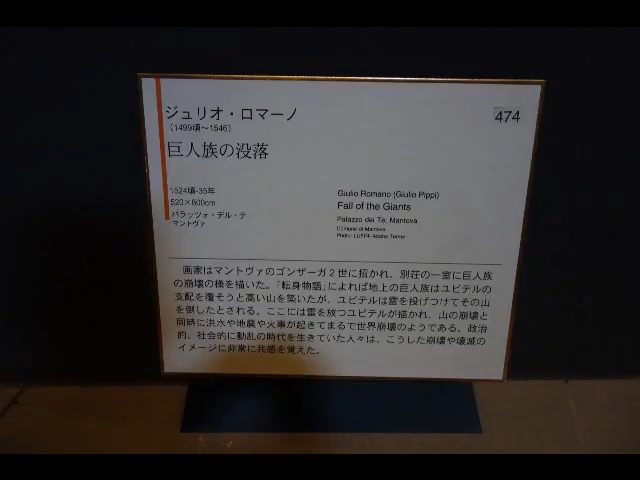 ジュリオ・ロマーノ
(1499頃〜1546)
474
巨人族の没落
1524頃-35年
520×800cm
パラッツォ・デル・テ
マントヴァ
Giulio Romano (Giulio Pippi)
Fall of the Giants
Palazzo del Te, Mantova
Comune di Mantova
画家はマントヴァのゴンザーガ2世に招かれ、別荘の一室に巨人族
の崩壊の様を描いた。「転身物語」によれば地上の巨人族はユピテルの
支配を覆そうと高い山を築いたが、ユピテルは雷を投げつけてその山
を倒したとされる。ここには雷を放つユピテルが描かれ、山の崩壊と
同時に洪水や地震や火事が起きてまるで世界崩壊のようである。政治
的、社会的に動乱の時代を生きていた人々は、こうした崩壊や壊滅の
イメージに非常に共感を覚えた。